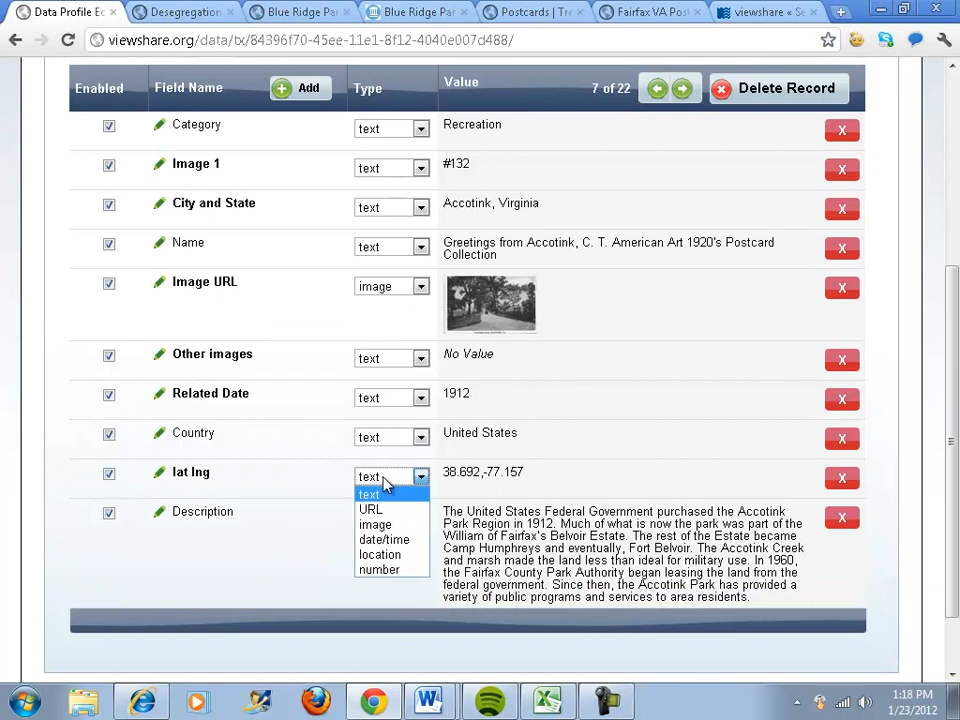 Data Profile Ec
Desegregation
Blue Ridge Par
Blue Ridge Par
Postcards | Tre
Fairfax VA Post
viewshare « Se
viewshare.org/data/tx/84396f70-45ee-11e1-8f12-4040e007d488/
Enabled
Field Name
Add
Type
Value
7 of 22
Delete Record
Category
text
Recreation
X
Image 1
text
#132
X
City and State
text
Accotink, Virginia
X
Name
text
Greetings from Accotink, C. T. American Art 1920's Postcard
Collection
X
Image URL
image
X
Other images
text
No Value
X
Related Date
text
1912
X
Country
text
United States
X
lat lng
text
38.692,-77.157
X
text
URL
image
date/time
location
number
Description
The United States Federal Government purchased the Accotink
Park Region in 1912. Much of what is now the park was part of the
William of Fairfax's Belvoir Estate. The rest of the Estate became
Camp Humphreys and eventually, Fort Belvoir. The Accotink Creek
and marsh made the land less than ideal for military use. In 1960,
the Fairfax County Park Authority began leasing the land from the
federal government. Since then, the Accotink Park has provided a
variety of public programs and services to area residents.
X
1:18 PM
1/23/2012